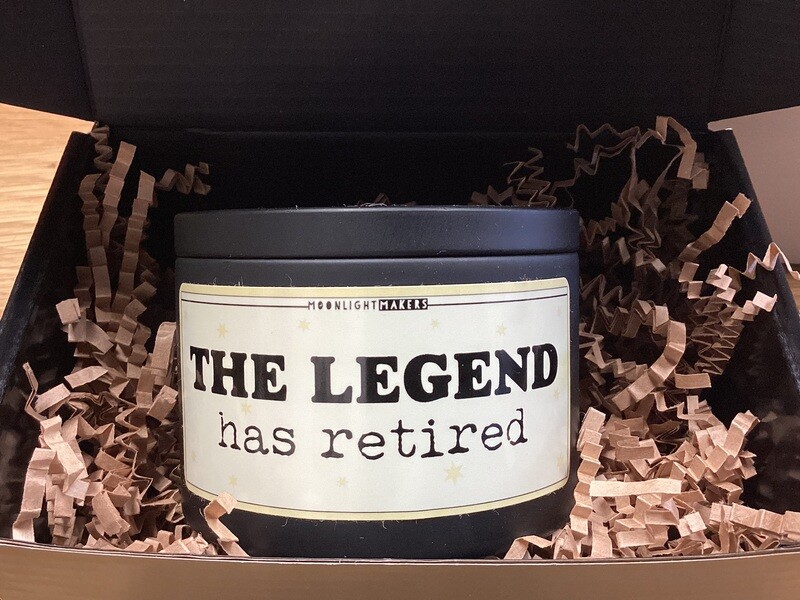 MOONLIGHTMAKERS
THE LEGEND
has retired